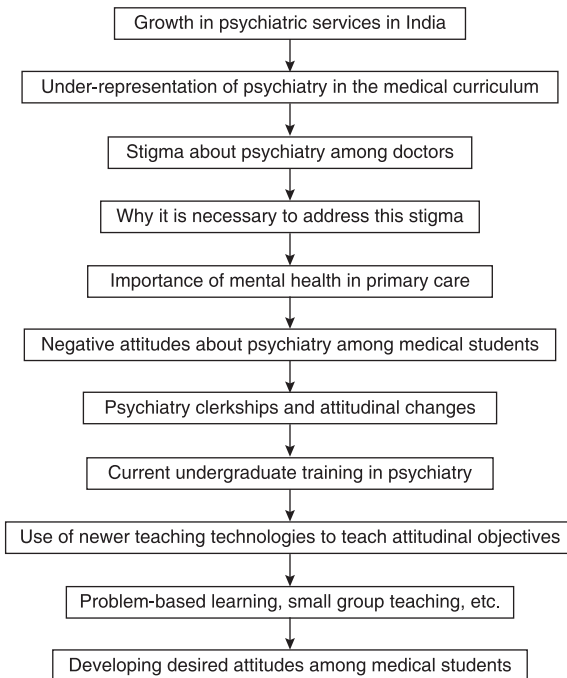 Growth in psychiatric services in India
Under-representation of psychiatry in the medical curriculum
Stigma about psychiatry among doctors
Why it is necessary to address this stigma
Importance of mental health in primary care
Negative attitudes about psychiatry among medical students
Psychiatry clerkships and attitudinal changes
Current undergraduate training in psychiatry
Use of newer teaching technologies to teach attitudinal objectives
Problem-based learning, small group teaching, etc.
Developing desired attitudes among medical students